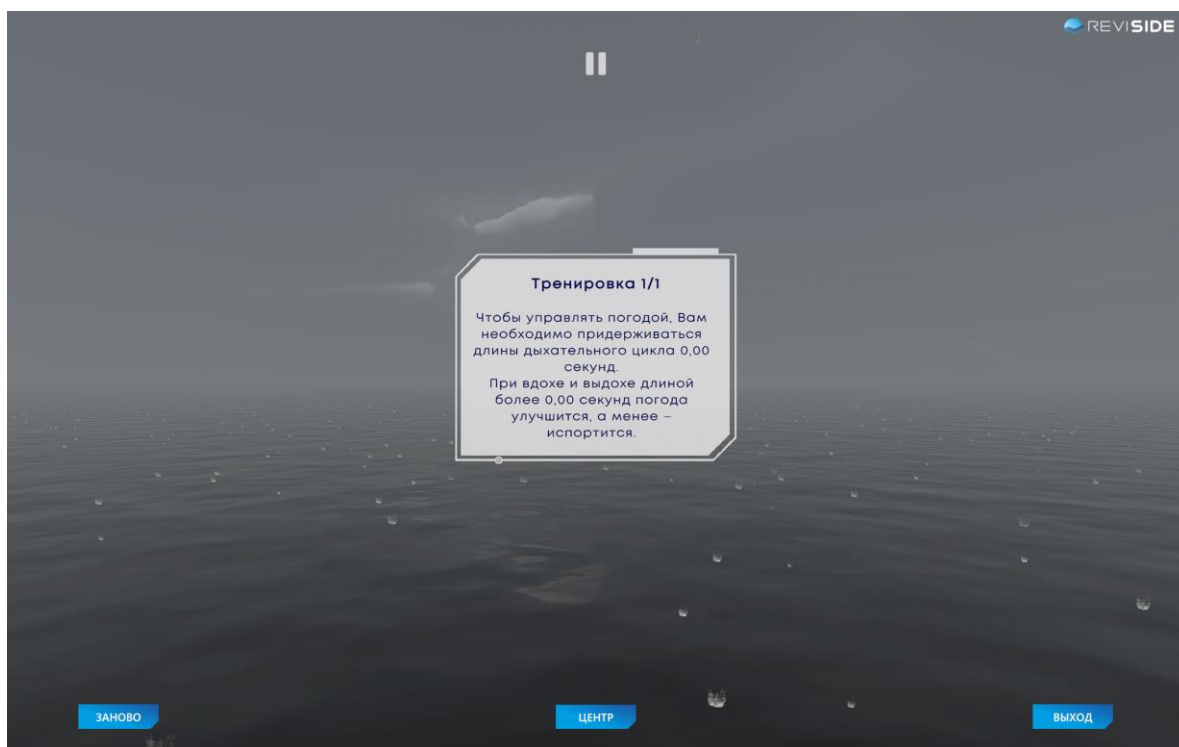 REVISIDE
Тренировка 1/1
Чтобы управлять погодой, Вам
необходимо придерживаться
длины дыхательного цикла 0,00
секунд.
При вдохе и выдохе длиной
более 0,00 секунд погода
улучшится, а менее –
испортится.
ЗАНОВО
ЦЕНТР
ВЫХОД